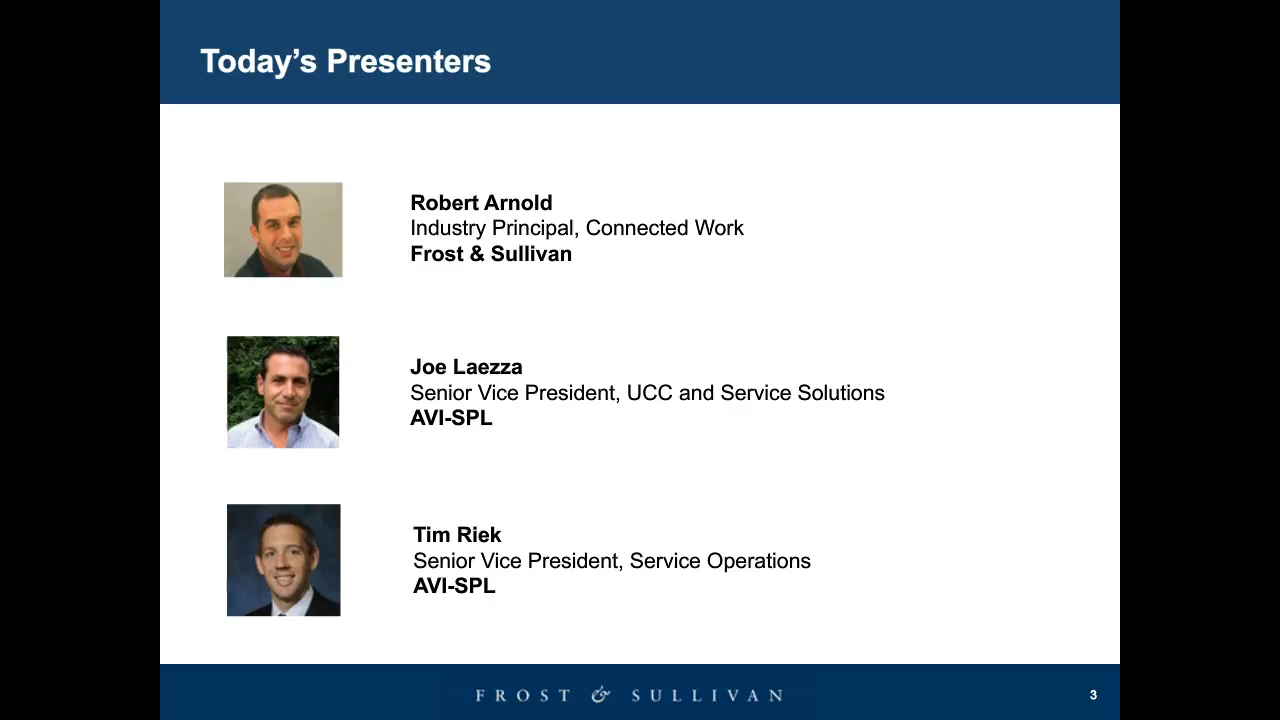 Today’s Presenters
Robert Arnold
Industry Principal, Connected Work
Frost & Sullivan
Joe Laezza
Senior Vice President, UCC and Service Solutions
AVI-SPL
Tim Riek
Senior Vice President, Service Operations
AVI-SPL
FROST & SULLIVAN
3